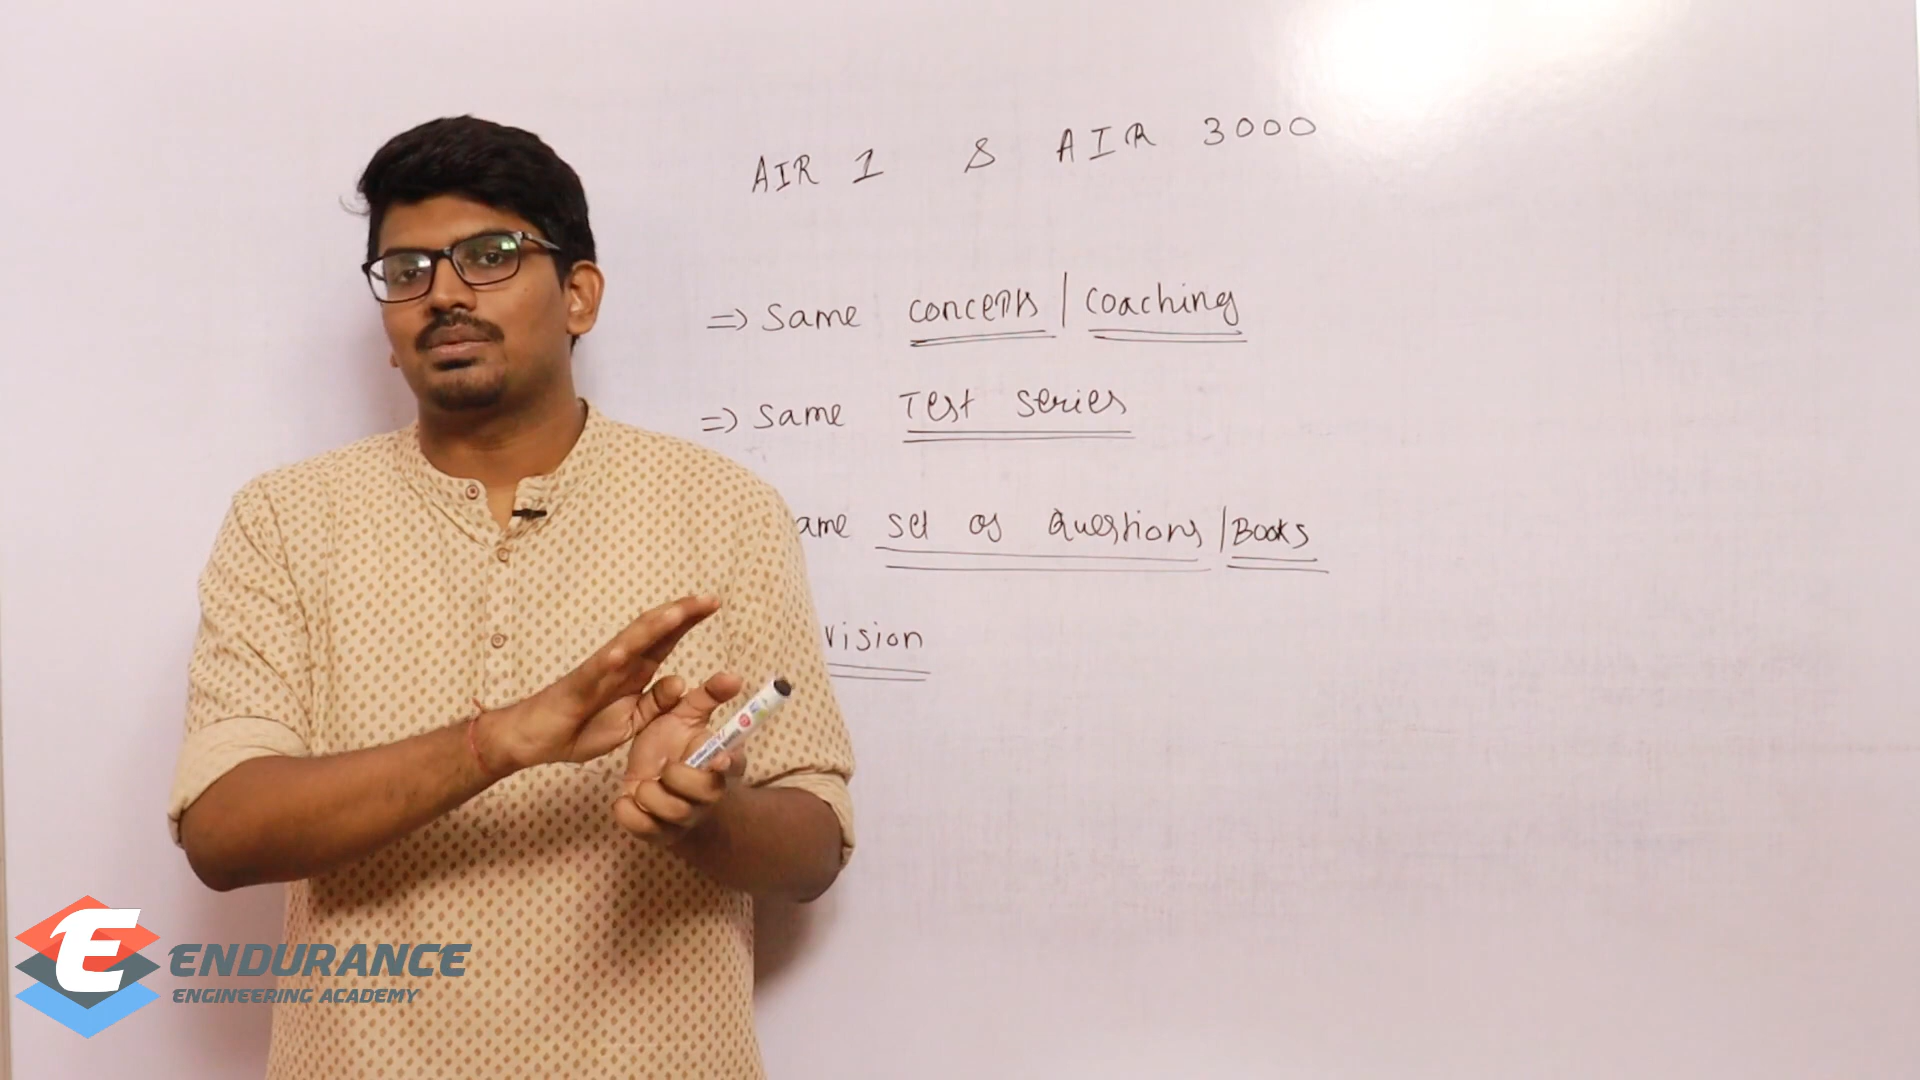 AIR 1 & AIR 3000
=> Same concepts / coaching
=> Same Test series
ame set of Questions / Books
vision
ENDURANCE
ENGINEERING ACADEMY